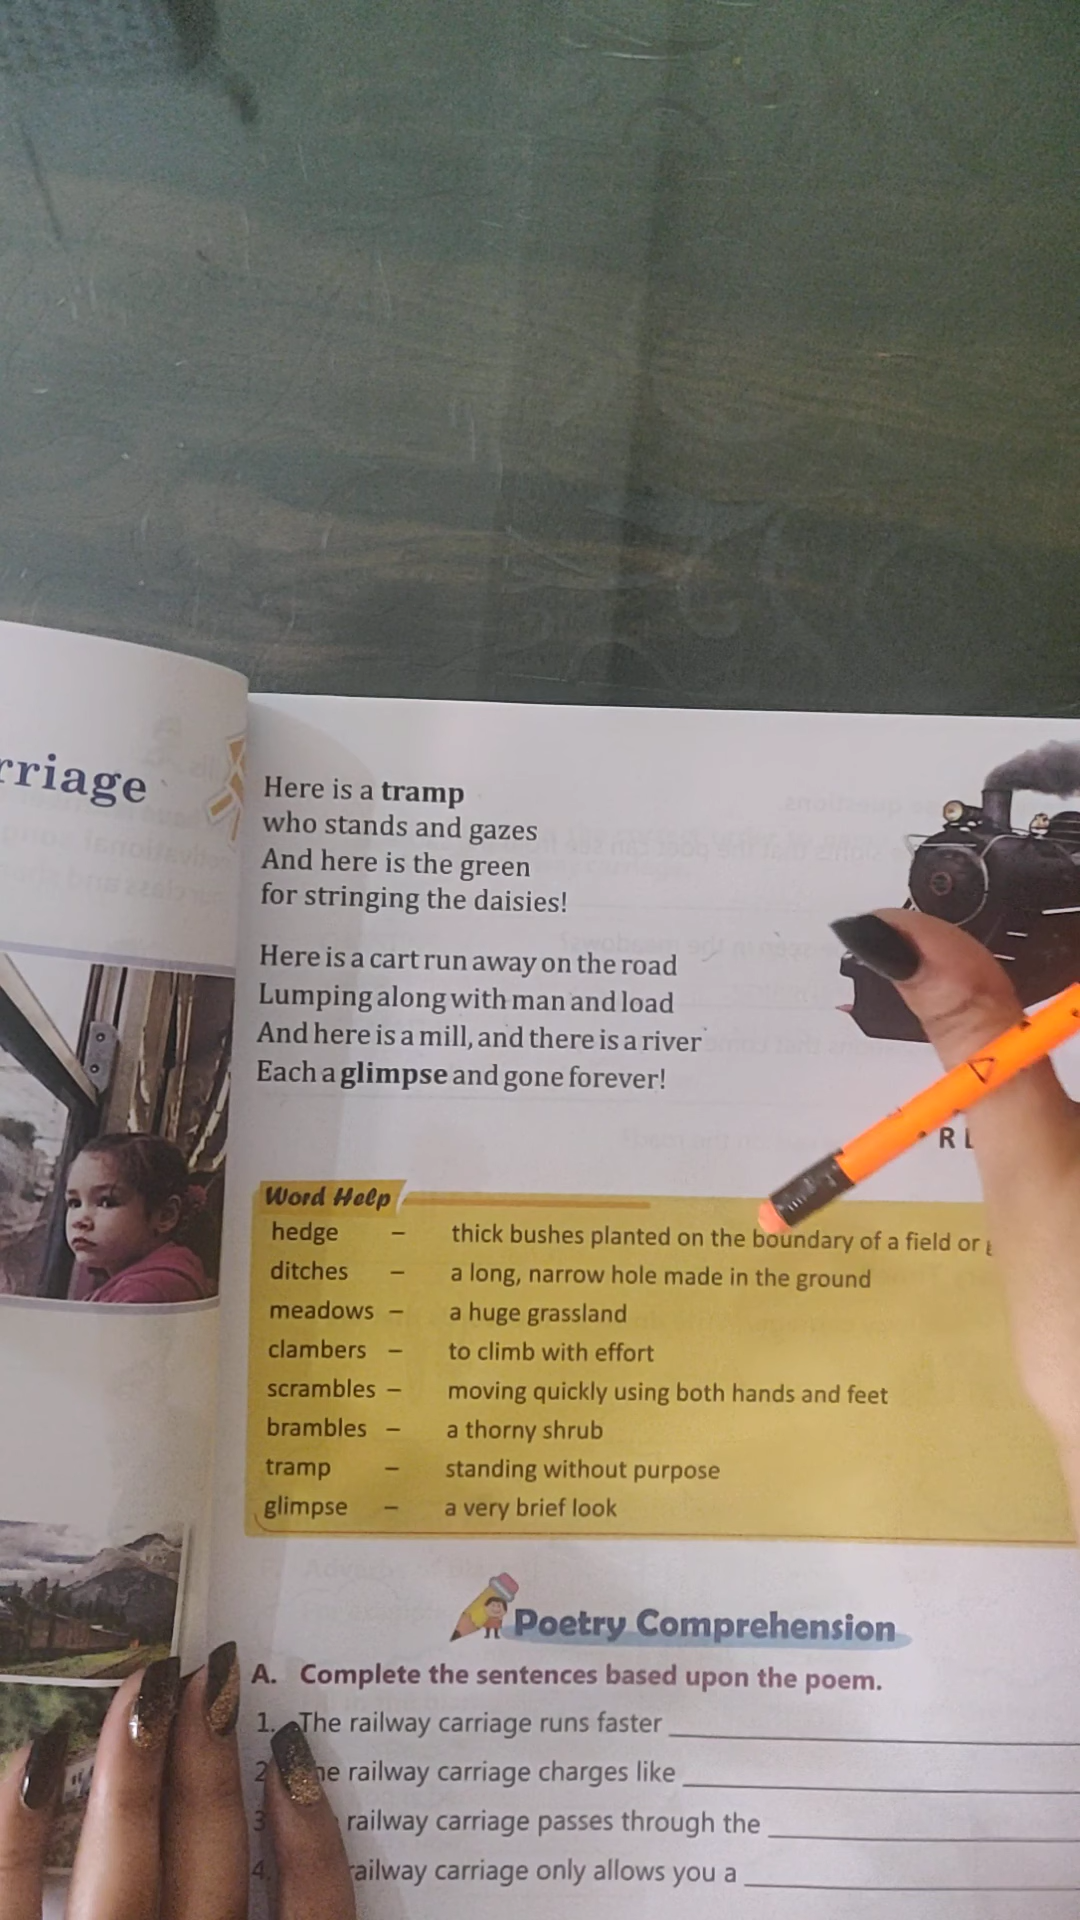 rriage
Here is a tramp
who stands and gazes
And here is the green
for stringing the daisies!
Here is a cart run away on the road
Lumping along with man and load
And here is a mill, and there is a river
Each a glimpse and gone forever!
R L
Word Help
hedge – thick bushes planted on the boundary of a field or
ditches – a long, narrow hole made in the ground
meadows – a huge grassland
clambers – to climb with effort
scrambles – moving quickly using both hands and feet
brambles – a thorny shrub
tramp – standing without purpose
glimpse – a very brief look
Poetry Comprehension
A. Complete the sentences based upon the poem.
1. The railway carriage runs faster
2 he railway carriage charges like
3 railway carriage passes through the
4. railway carriage only allows you a